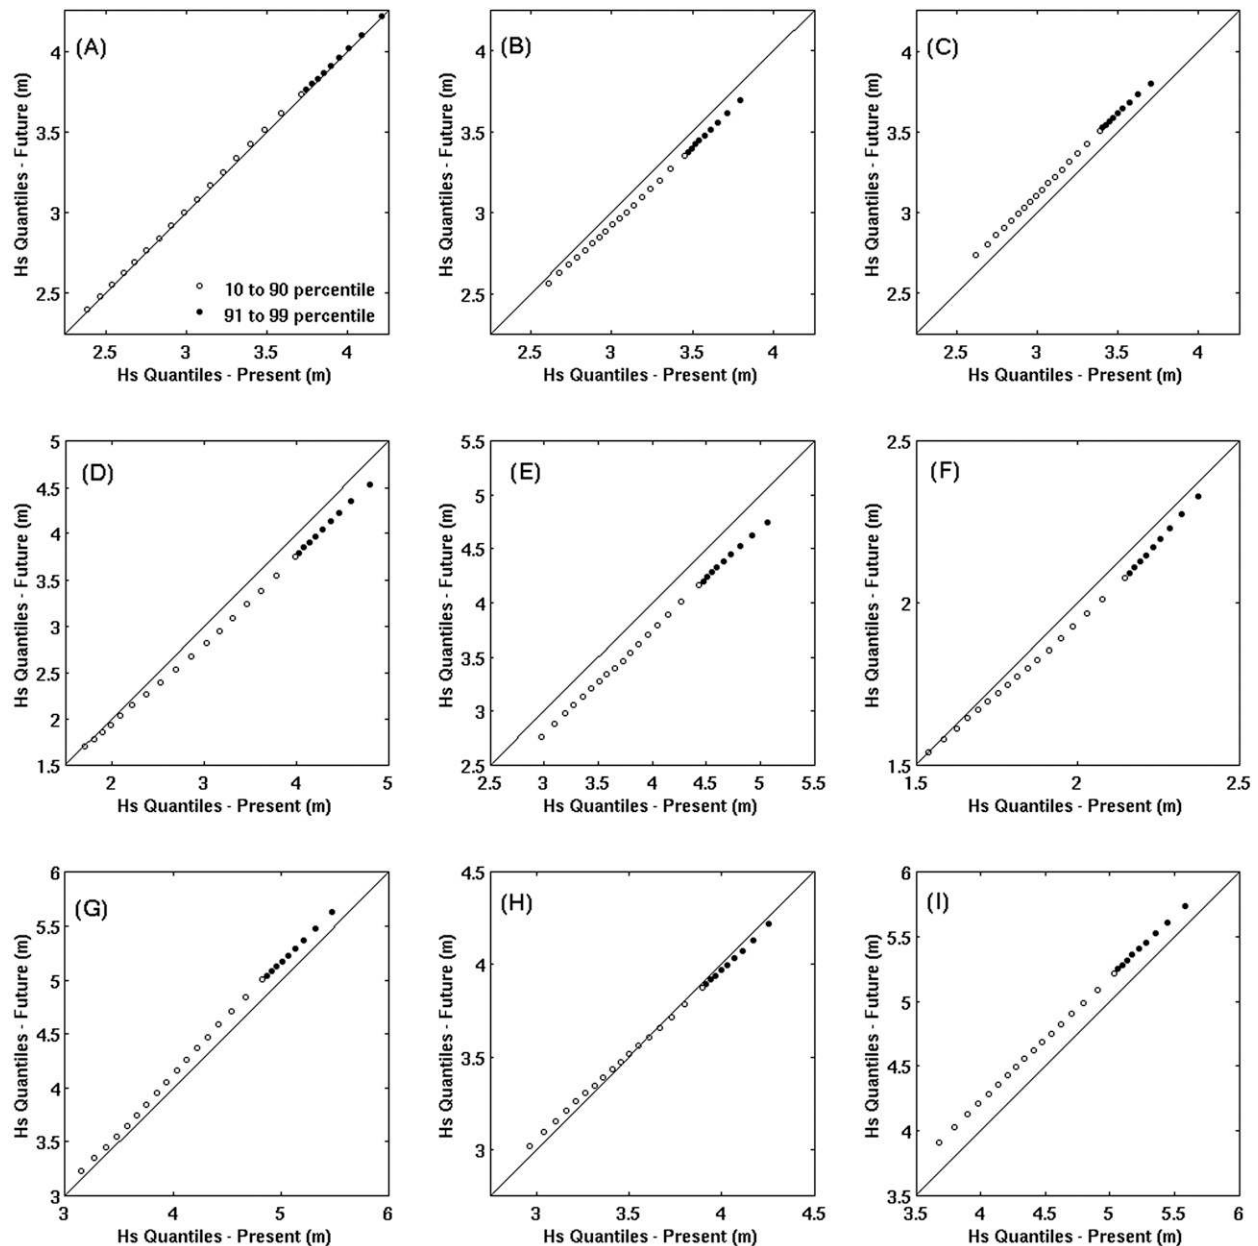 (A)
Hs Quantiles - Future (m)
4
3.5
3
2.5
10 to 90 percentile
91 to 99 percentile
2.5 3 3.5 4
Hs Quantiles - Present (m)
(B)
Hs Quantiles - Future (m)
4
3.5
3
2.5
2.5 3 3.5 4
Hs Quantiles - Present (m)
(C)
Hs Quantiles - Future (m)
4
3.5
3
2.5
2.5 3 3.5 4
Hs Quantiles - Present (m)
(D)
Hs Quantiles - Future (m)
5
4.5
4
3.5
3
2.5
2
1.5
2 3 4 5
Hs Quantiles - Present (m)
(E)
Hs Quantiles - Future (m)
5.5
5
4.5
4
3.5
3
2.5
2.5 3 3.5 4 4.5 5 5.5
Hs Quantiles - Present (m)
(F)
Hs Quantiles - Future (m)
2.5
2
1.5
1.5 2 2.5
Hs Quantiles - Present (m)
(G)
Hs Quantiles - Future (m)
6
5.5
5
4.5
4
3.5
3
3 4 5 6
Hs Quantiles - Present (m)
(H)
Hs Quantiles - Future (m)
4.5
4
3.5
3
3 3.5 4 4.5
Hs Quantiles - Present (m)
(I)
Hs Quantiles - Future (m)
6
5.5
5
4.5
4
3.5
3.5 4 4.5 5 5.5 6
Hs Quantiles - Present (m)